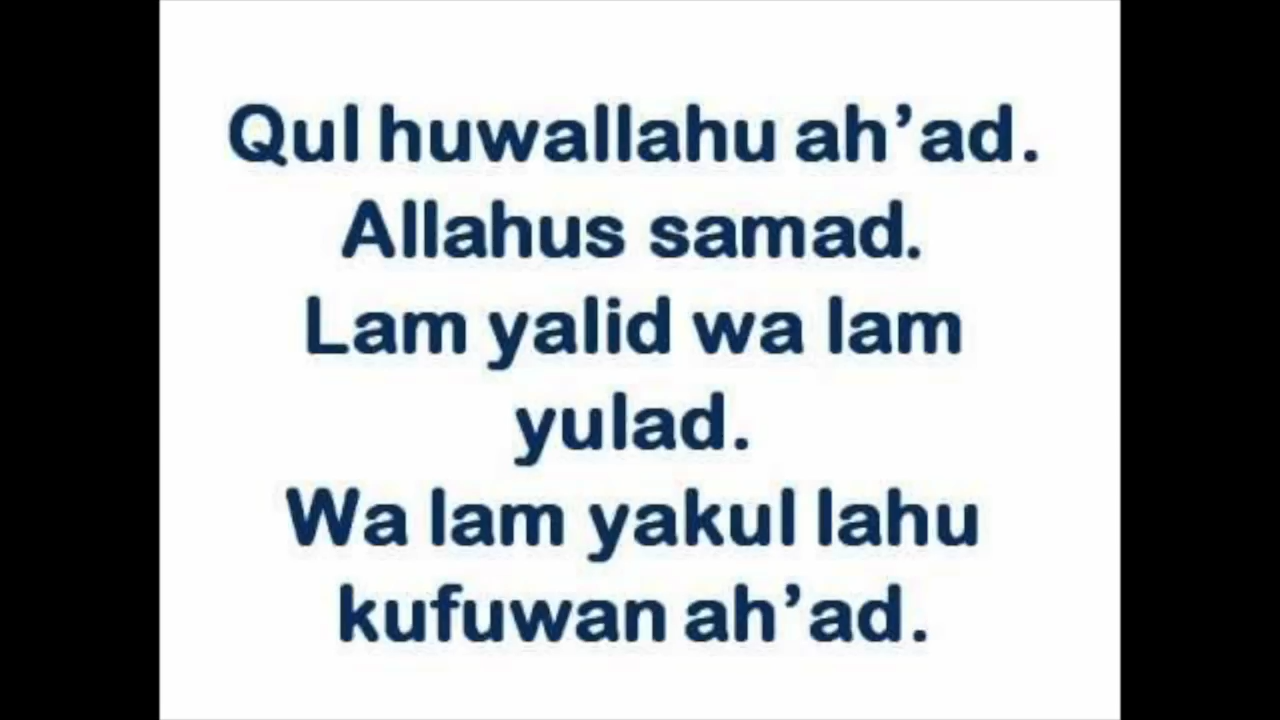 Qul huwallahu ah’ad.
Allahus samad.
Lam yalid wa lam
yulad.
Wa lam yakul lahu
kufuwan ah’ad.